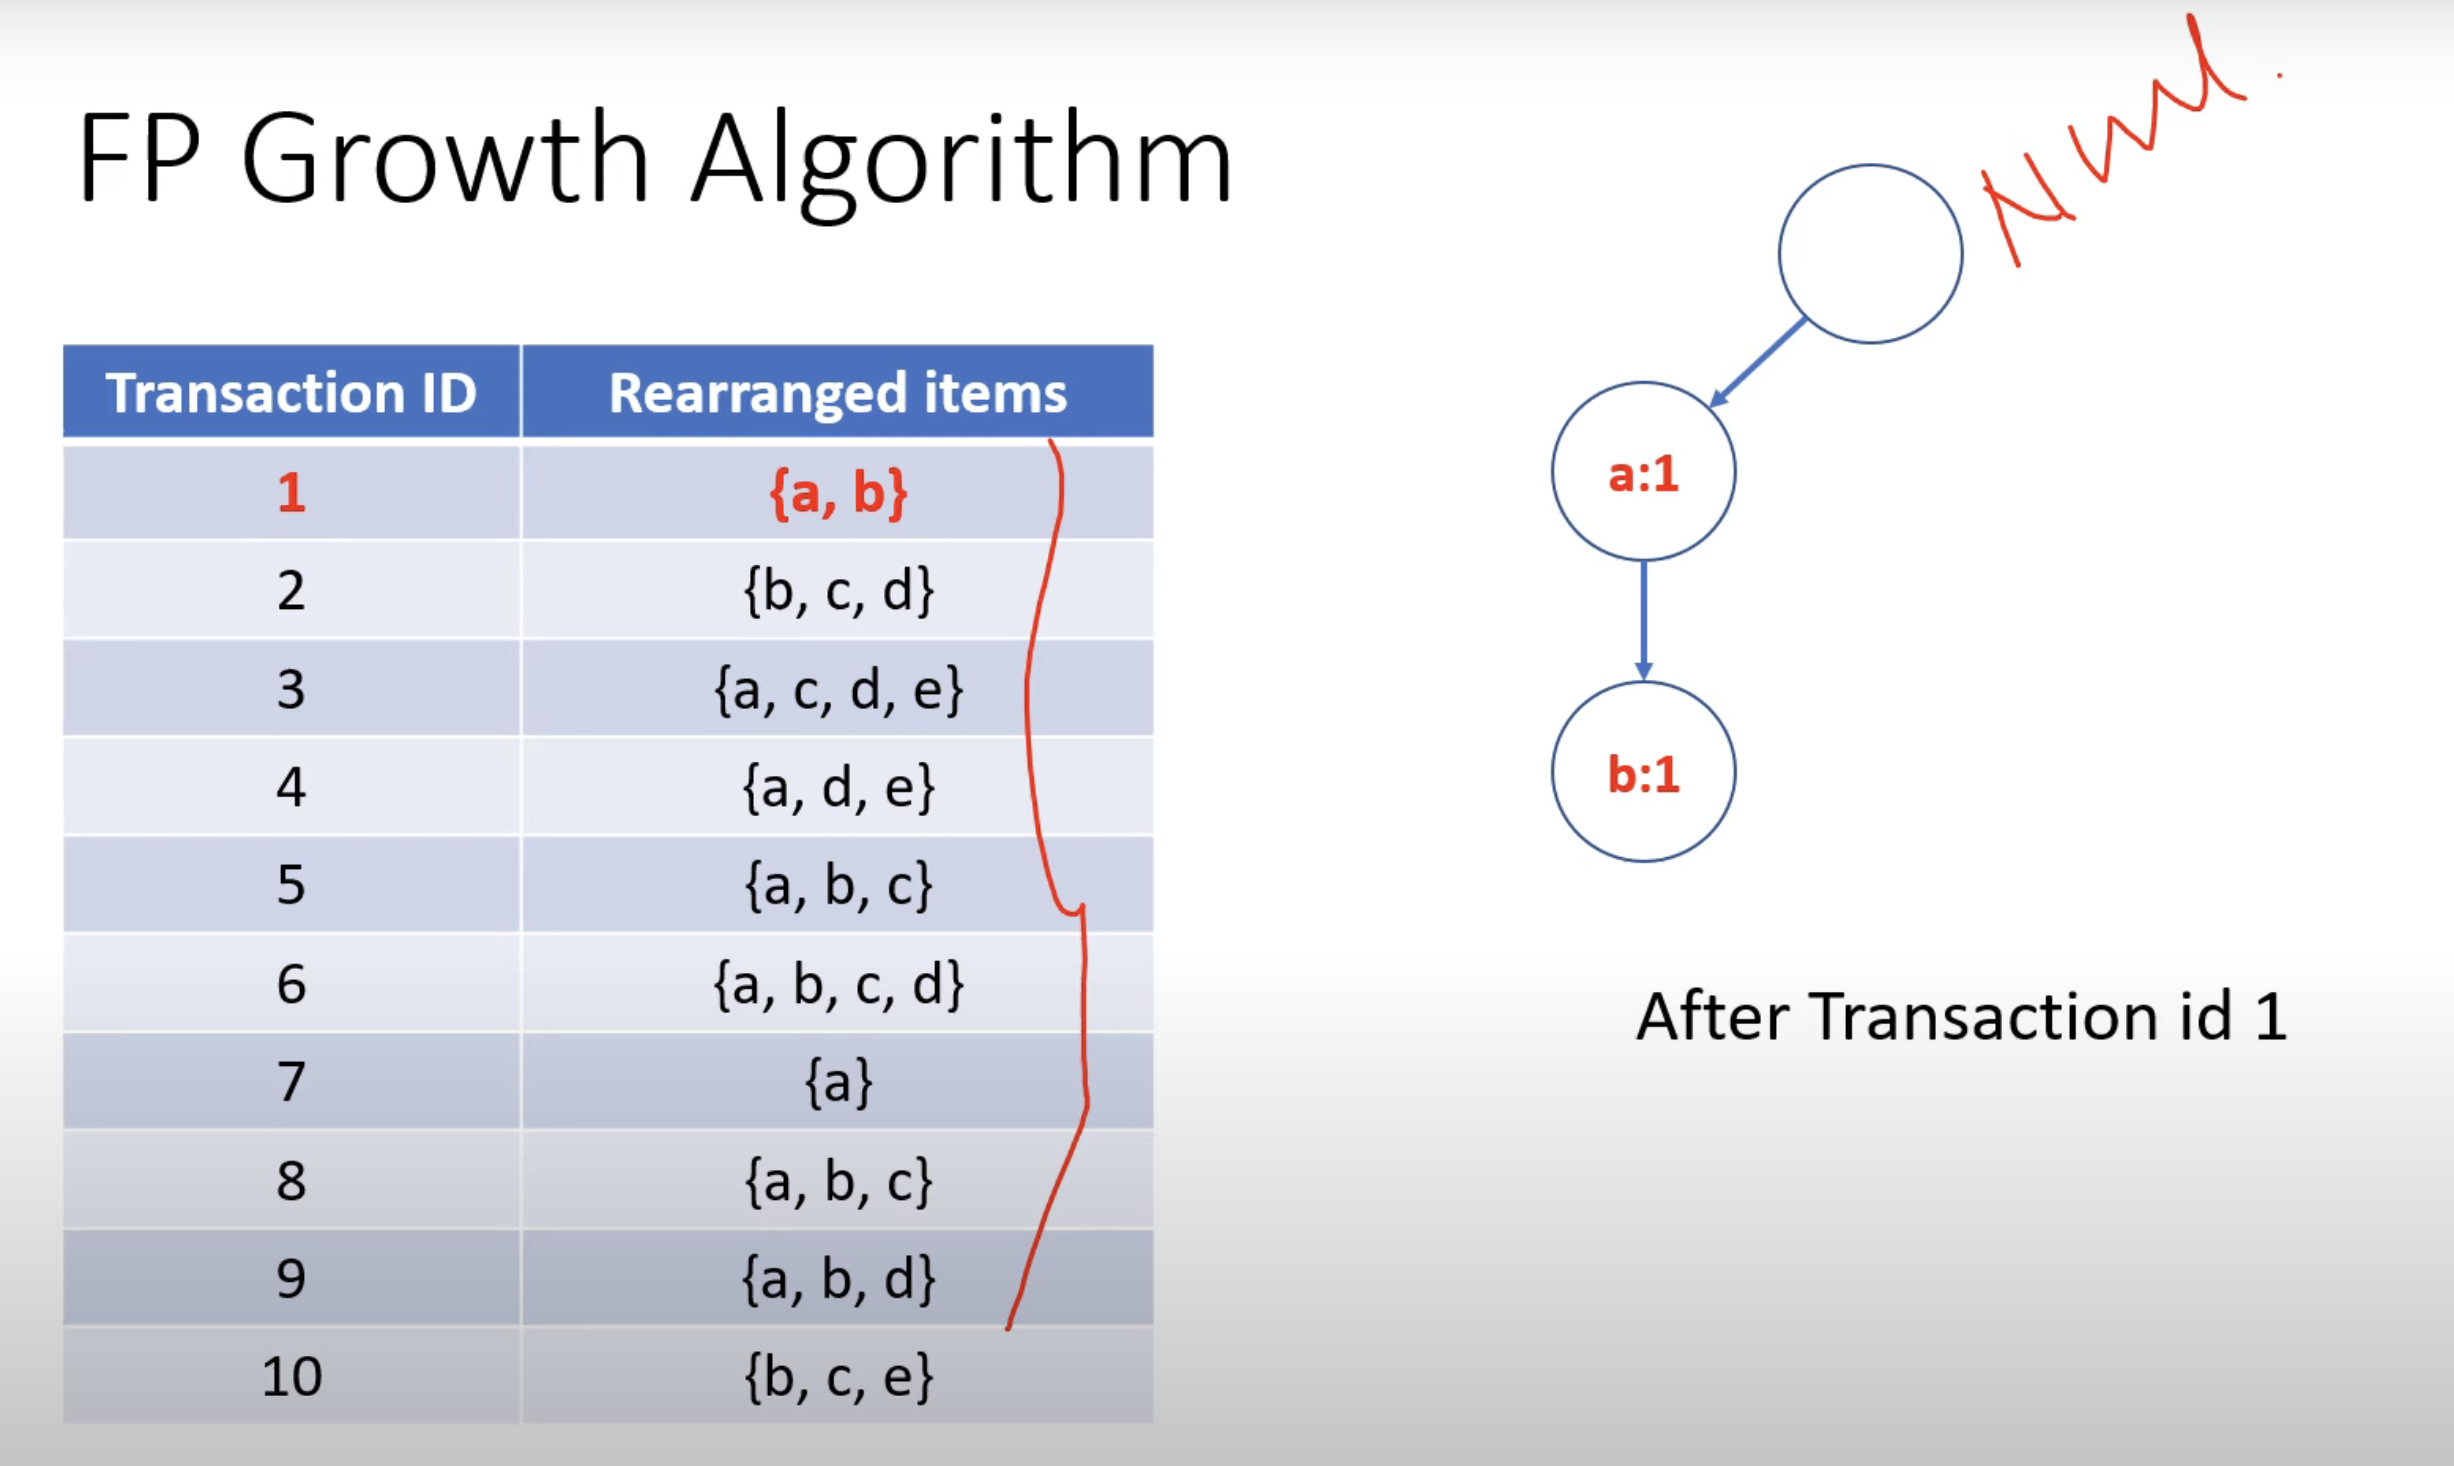 FP Growth Algorithm
Transaction ID Rearranged items
1 {a, b}
2 {b, c, d}
3 {a, c, d, e}
4 {a, d, e}
5 {a, b, c}
6 {a, b, c, d}
7 {a}
8 {a, b, c}
9 {a, b, d}
10 {b, c, e}
a:1
b:1
After Transaction id 1